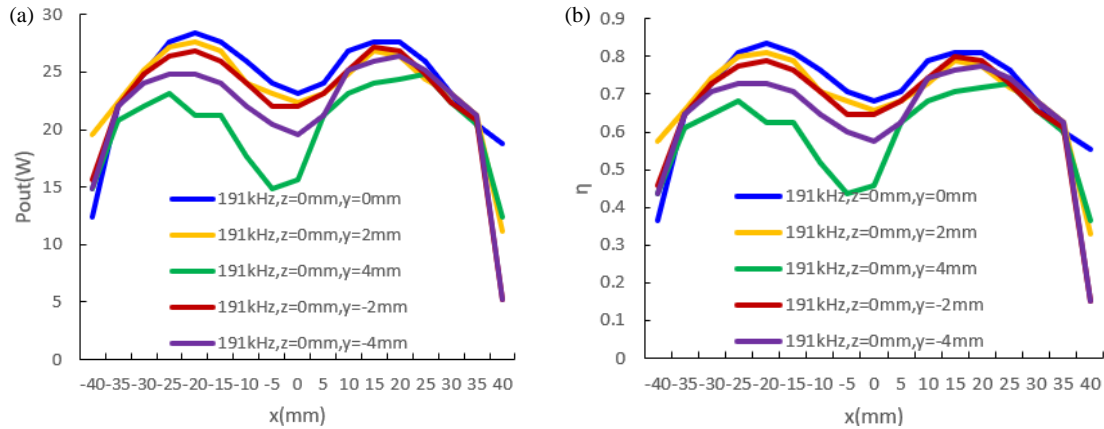 (a)
30
25
20
15
10
5
0
Pout(W)
191kHz,z=0mm,y=0mm
191kHz,z=0mm,y=2mm
191kHz,z=0mm,y=4mm
191kHz,z=0mm,y=-2mm
191kHz,z=0mm,y=-4mm
-40 -35 -30 -25 -20 -15 -10 -5 0 5 10 15 20 25 30 35 40
x(mm)
(b)
0.9
0.8
0.7
0.6
0.5
0.4
0.3
0.2
0.1
0
η
191kHz,z=0mm,y=0mm
191kHz,z=0mm,y=2mm
191kHz,z=0mm,y=4mm
191kHz,z=0mm,y=-2mm
191kHz,z=0mm,y=-4mm
-40 -35 -30 -25 -20 -15 -10 -5 0 5 10 15 20 25 30 35 40
x(mm)